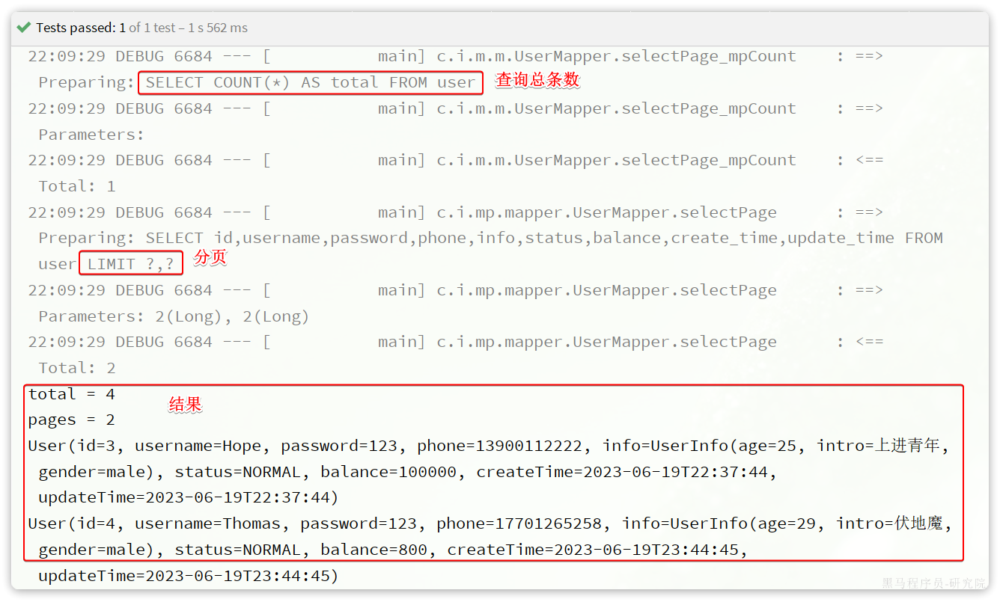 Tests passed: 1 of 1 test – 1 s 562 ms
22:09:29 DEBUG 6684 --- [           main] c.i.m.m.UserMapper.selectPage_mpCount    : ==>
Preparing: SELECT COUNT(*) AS total FROM user 查询总条数
22:09:29 DEBUG 6684 --- [           main] c.i.m.m.UserMapper.selectPage_mpCount    : ==>
Parameters:
22:09:29 DEBUG 6684 --- [           main] c.i.m.m.UserMapper.selectPage_mpCount    : <==
Total: 1
22:09:29 DEBUG 6684 --- [           main] c.i.mp.mapper.UserMapper.selectPage      : ==>
Preparing: SELECT id,username,password,phone,info,status,balance,create_time,update_time FROM
user LIMIT ?,? 分页
22:09:29 DEBUG 6684 --- [           main] c.i.mp.mapper.UserMapper.selectPage      : ==>
Parameters: 2(Long), 2(Long)
22:09:29 DEBUG 6684 --- [           main] c.i.mp.mapper.UserMapper.selectPage      : <==
Total: 2
total = 4
结果
pages = 2
User(id=3, username=Hope, password=123, phone=13900112222, info=UserInfo(age=25, intro=上进青年,
gender=male), status=NORMAL, balance=100000, createTime=2023-06-19T22:37:44,
updateTime=2023-06-19T22:37:44)
User(id=4, username=Thomas, password=123, phone=17701265258, info=UserInfo(age=29, intro=伏地魔,
gender=male), status=NORMAL, balance=800, createTime=2023-06-19T23:44:45,
updateTime=2023-06-19T23:44:45)
黑马程序员-研究院